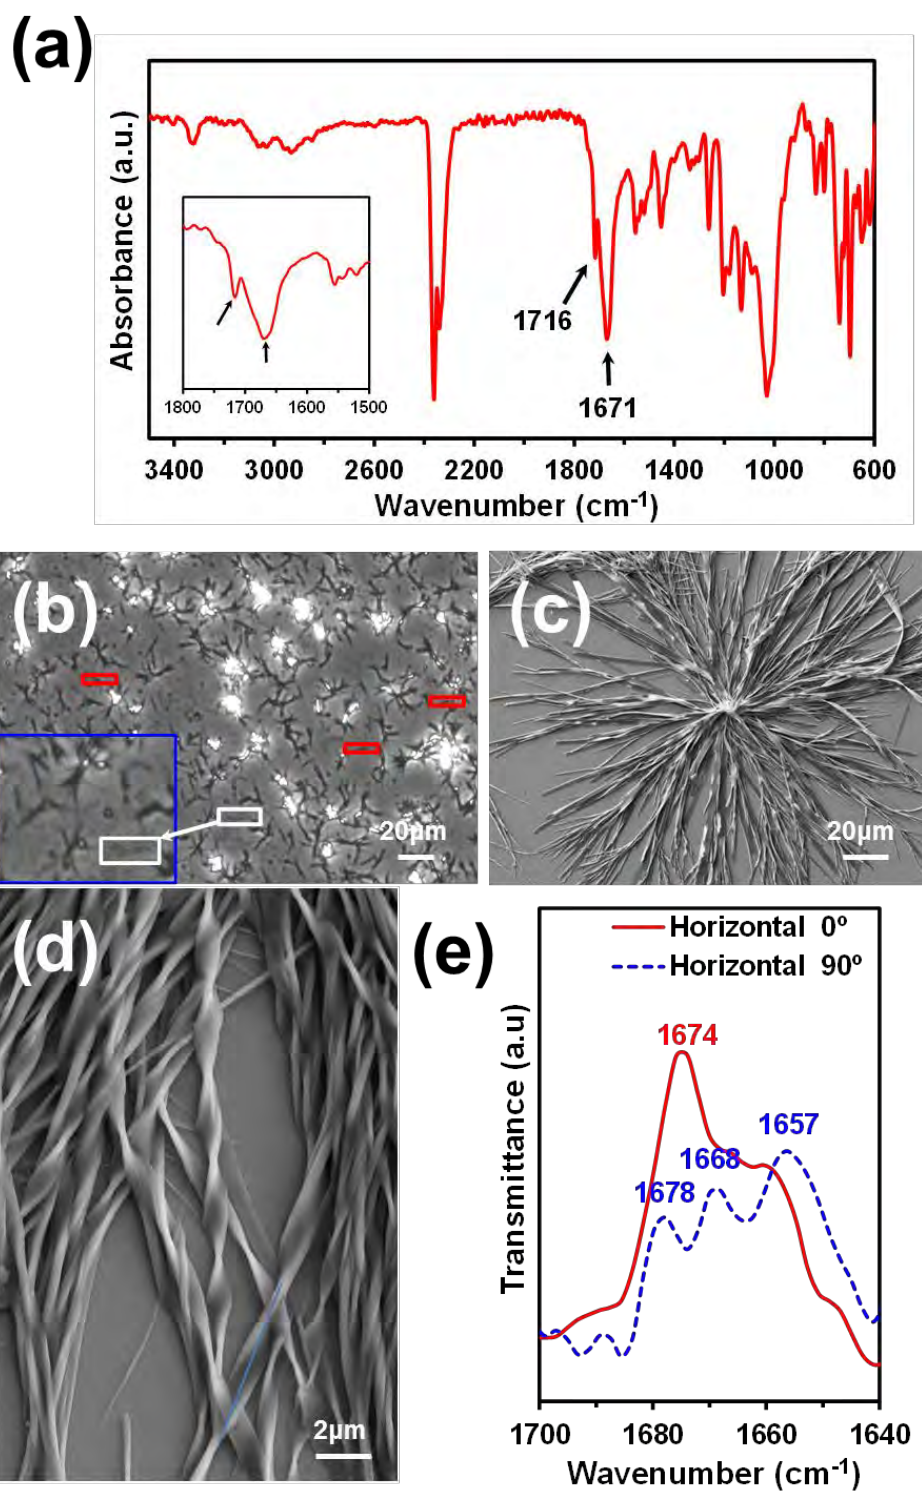 (a)
Absorbance (a.u.)
1716
1671
1800 1700 1600 1500
3400 3000 2600 2200 1800 1400 1000 600
Wavenumber (cm-1)
(b)
20μm
(c)
20μm
(d)
2μm
(e)
Horizontal 0º
Horizontal 90º
Transmittance (a.u)
1674
1657
1668
1678
1700 1680 1660 1640
Wavenumber (cm-1)